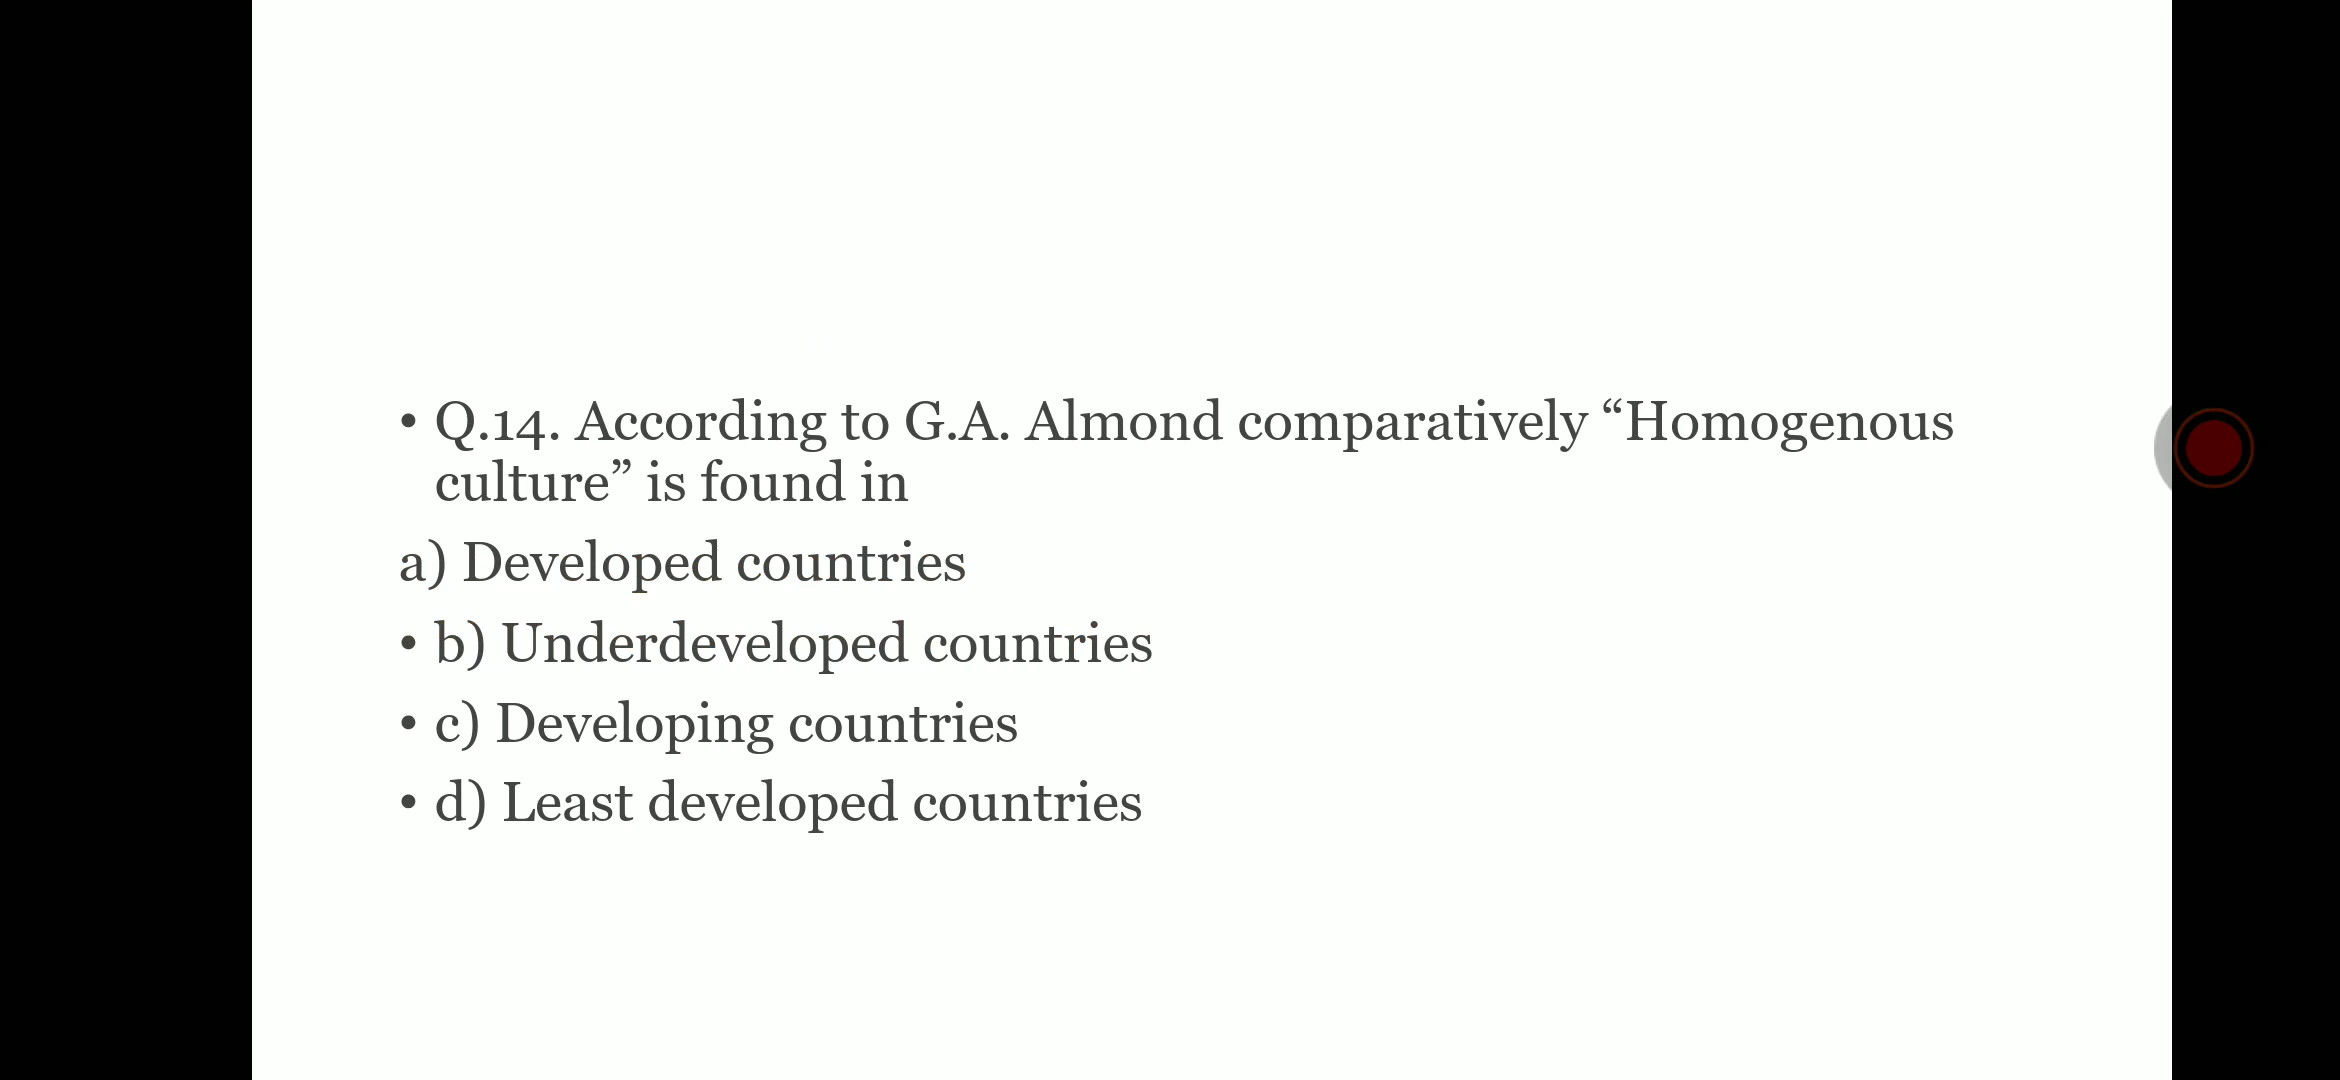 • Q.14. According to G.A. Almond comparatively “Homogenous
culture” is found in
a) Developed countries
• b) Underdeveloped countries
• c) Developing countries
• d) Least developed countries